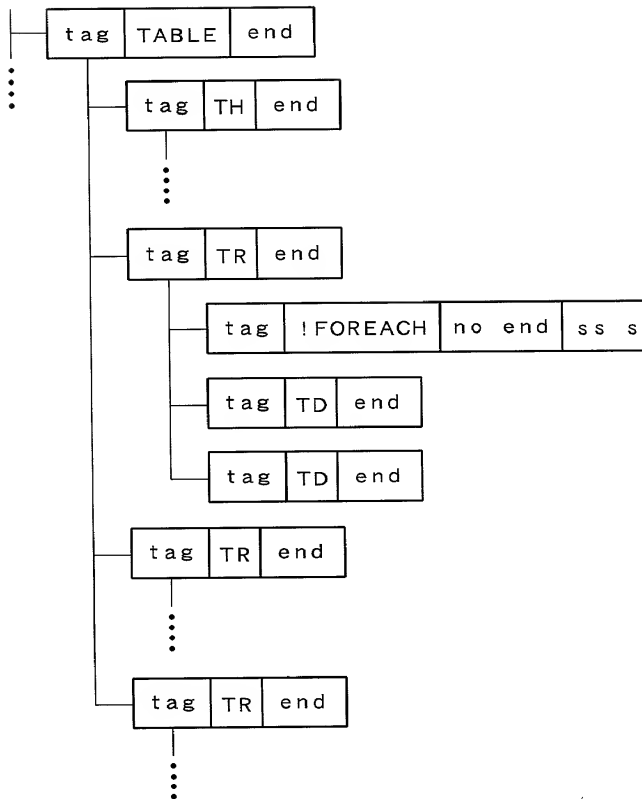 tag TABLE end
tag TH end
tag TR end
tag !FOREACH no end ss s
tag TD end
tag TD end
tag TR end
tag TR end